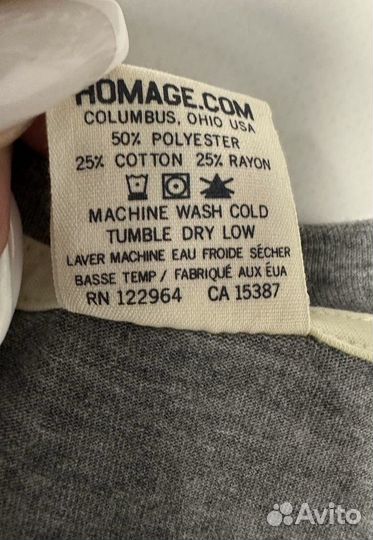 HOMAGE.COM
COLUMBUS, OHIO USA
50% POLYESTER
25% COTTON 25% RAYON
MACHINE WASH COLD
TUMBLE DRY LOW
LAVER MACHINE EAU FROIDE SÉCHER
BASSE TEMP / FABRIQUÉ AUX ÉUA
RN 122964 CA 15387
Avito